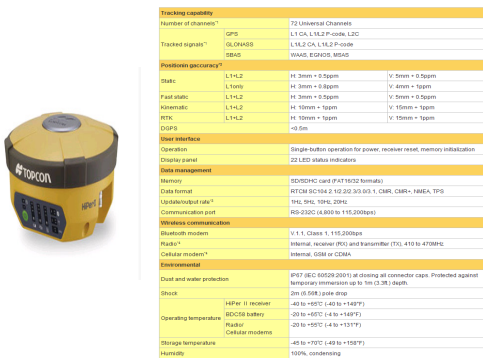 TOPCON
HiPer II
Tracking capability
Number of channels*1 72 Universal Channels
Tracked signals*1 GPS L1 CA, L1/L2 P-code, L2C
GLONASS L1/L2 CA, L1/L2 P-code
SBAS WAAS, EGNOS, MSAS
Positionin gaccuracy*2
Static L1+L2 H: 3mm + 0.5ppm V: 5mm + 0.5ppm
L1only H: 3mm + 0.8ppm V: 4mm + 1ppm
Fast static L1+L2 H: 3mm + 0.5ppm V: 5mm + 0.5ppm
Kinematic L1+L2 H: 10mm + 1ppm V: 15mm + 1ppm
RTK L1+L2 H: 10mm + 1ppm V: 15mm + 1ppm
DGPS <0.5m
User interface
Operation Single-button operation for power, receiver reset, memory initialization
Display panel 22 LED status indicators
Data management
Memory SD/SDHC card (FAT16/32 formats)
Data format RTCM SC104 2.1/2.2/2.3/3.0/3.1, CMR, CMR+, NMEA, TPS
Update/output rate 1Hz, 5Hz, 10Hz, 20Hz
Communication port RS-232C (4,800 to 115,200bps)
Wireless communication
Bluetooth modem V.1.1, Class 1, 115,200bps
Radio Internal, receiver (RX) and transmitter (TX), 410 to 470MHz
Cellular modem Internal, GSM or CDMA
Environmental
Dust and water protection IP67 (IEC 60529:2001) at closing all connector caps. Protected against
temporary immersion up to 1m (3.3ft.) depth.
Shock 2m (6.56ft.) pole drop
Operating temperature HiPer II receiver -40 to +65°C (-40 to +149°F)
BDC58 battery -20 to +65°C (-4 to +149°F)
Radio/
Cellular modems -20 to +55°C (-4 to +131°F)
Storage temperature -45 to +70°C (-49 to +158°F)
Humidity 100%, condensing